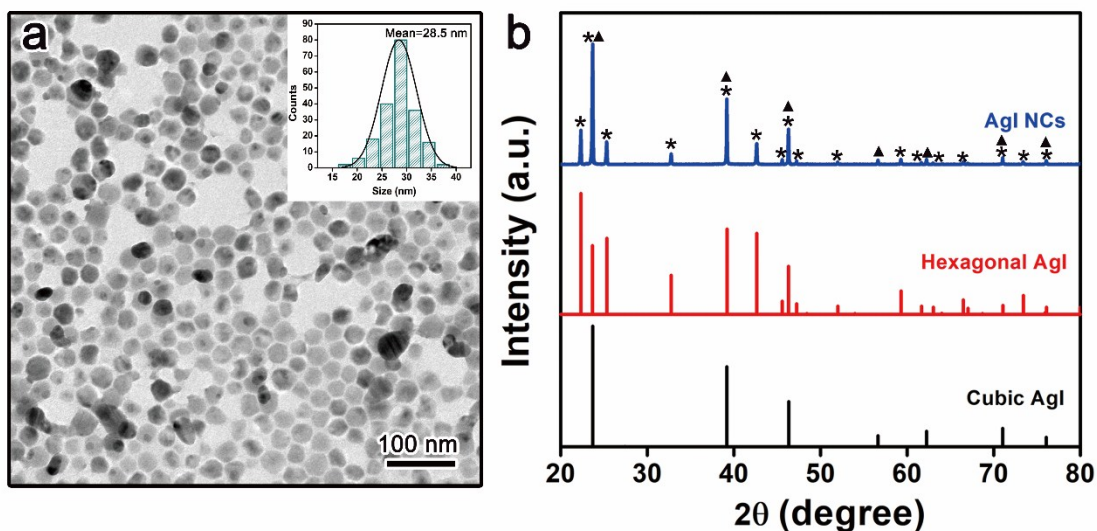 a
Mean=28.5 nm
90
80
70
60
50
40
30
20
10
0
Counts
15 20 25 30 35 40
Size (nm)
100 nm
b
* ▲
▲
*
▲
*
*
*
*
*
* *
*
▲
*
*
▲
*
*
▲
*
*
▲
*
AgI NCs
Hexagonal AgI
Cubic AgI
Intensity (a.u.)
20 30 40 50 60 70 80
2θ (degree)